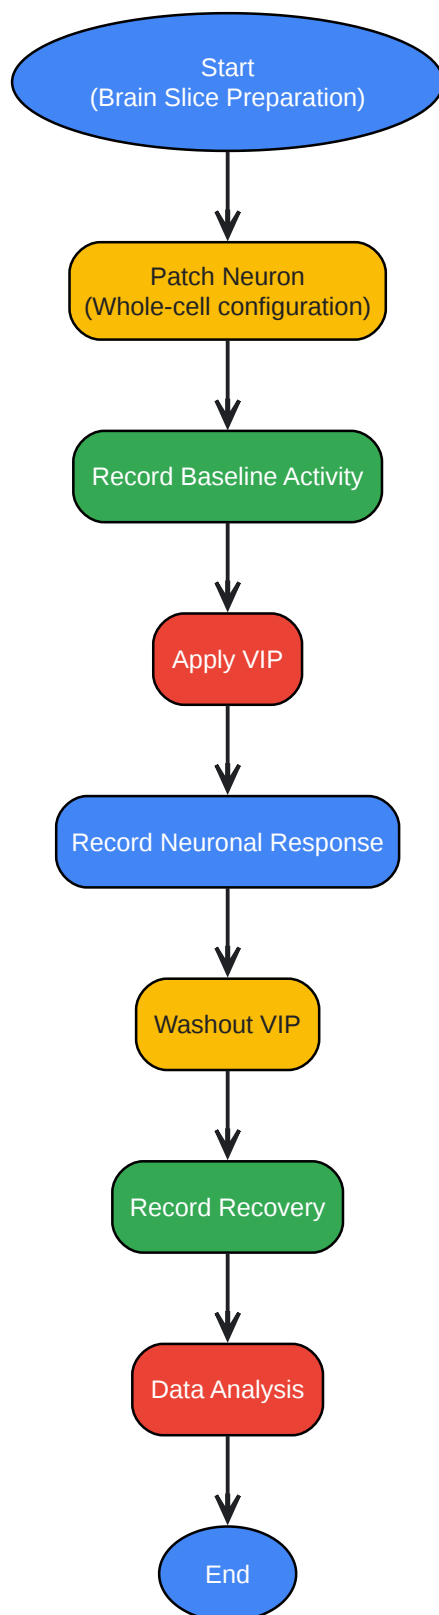 Start
(Brain Slice Preparation)
Patch Neuron
(Whole-cell configuration)
Record Baseline Activity
Apply VIP
Record Neuronal Response
Washout VIP
Record Recovery
Data Analysis
End